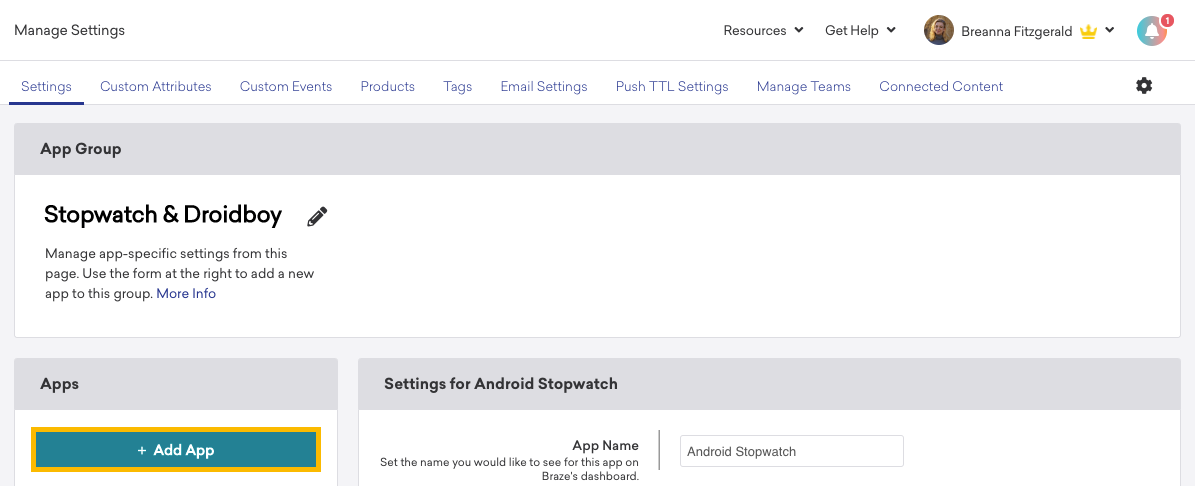 Manage Settings
Resources
Get Help
Breanna Fitzgerald
1
Settings
Custom Attributes
Custom Events
Products
Tags
Email Settings
Push TTL Settings
Manage Teams
Connected Content
App Group
Stopwatch & Droidboy
Manage app-specific settings from this
page. Use the form at the right to add a new
app to this group. More Info
Apps
+ Add App
Settings for Android Stopwatch
App Name
Set the name you would like to see for this app on
Braze's dashboard.
Android Stopwatch